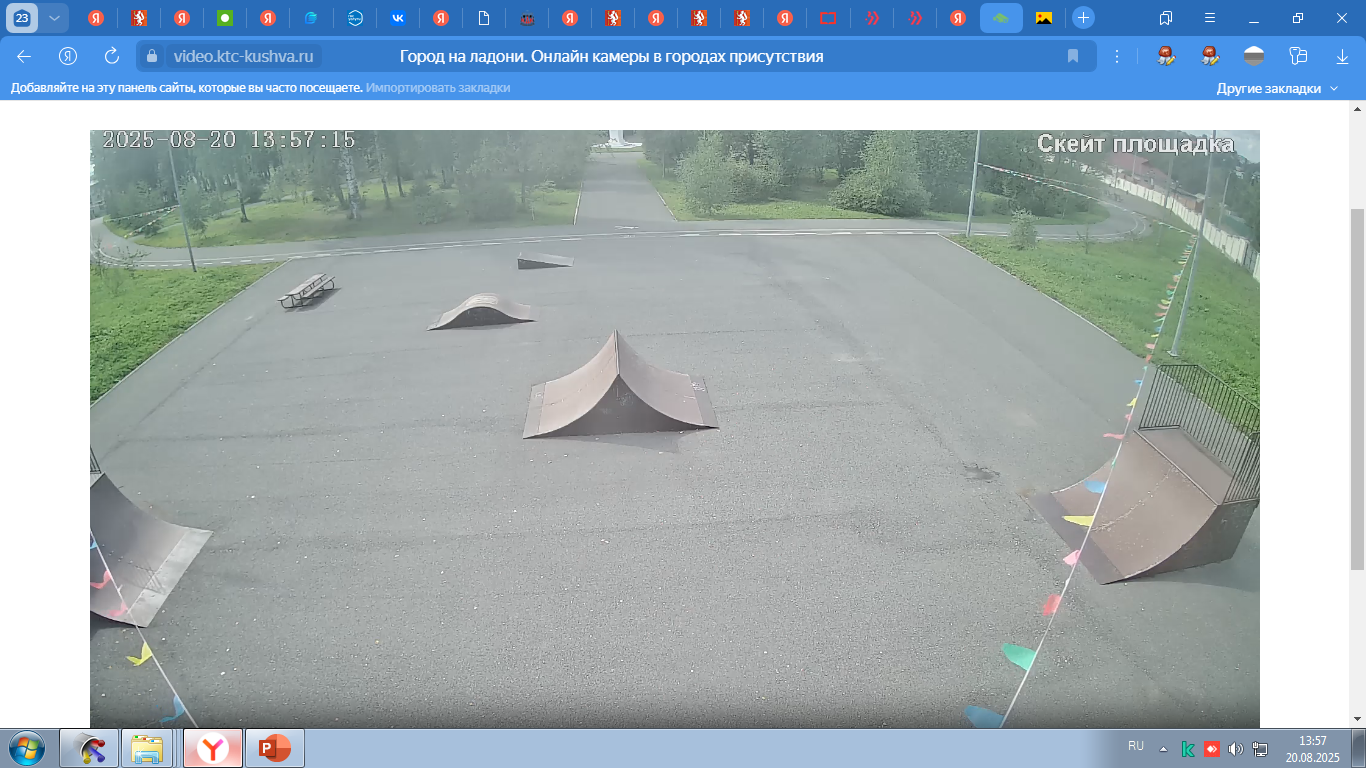 23
video.ktc-kushva.ru
Город на ладони. Онлайн камеры в городах присутствия
Добавляйте на эту панель сайты, которые вы часто посещаете. Импортировать закладки
Другие закладки
2025-08-20 13:57:15
Скейт площадка
RU
13:57
20.08.2025